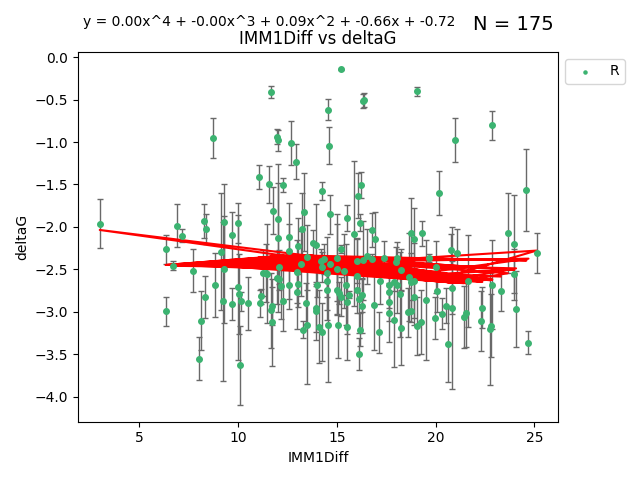 y = 0.00x^4 + -0.00x^3 + 0.09x^2 + -0.66x + -0.72
N = 175
IMM1Diff vs deltaG
R
0.0
−0.5
−1.0
−1.5
−2.0
−2.5
−3.0
−3.5
−4.0
deltaG
5
10
15
20
25
IMM1Diff